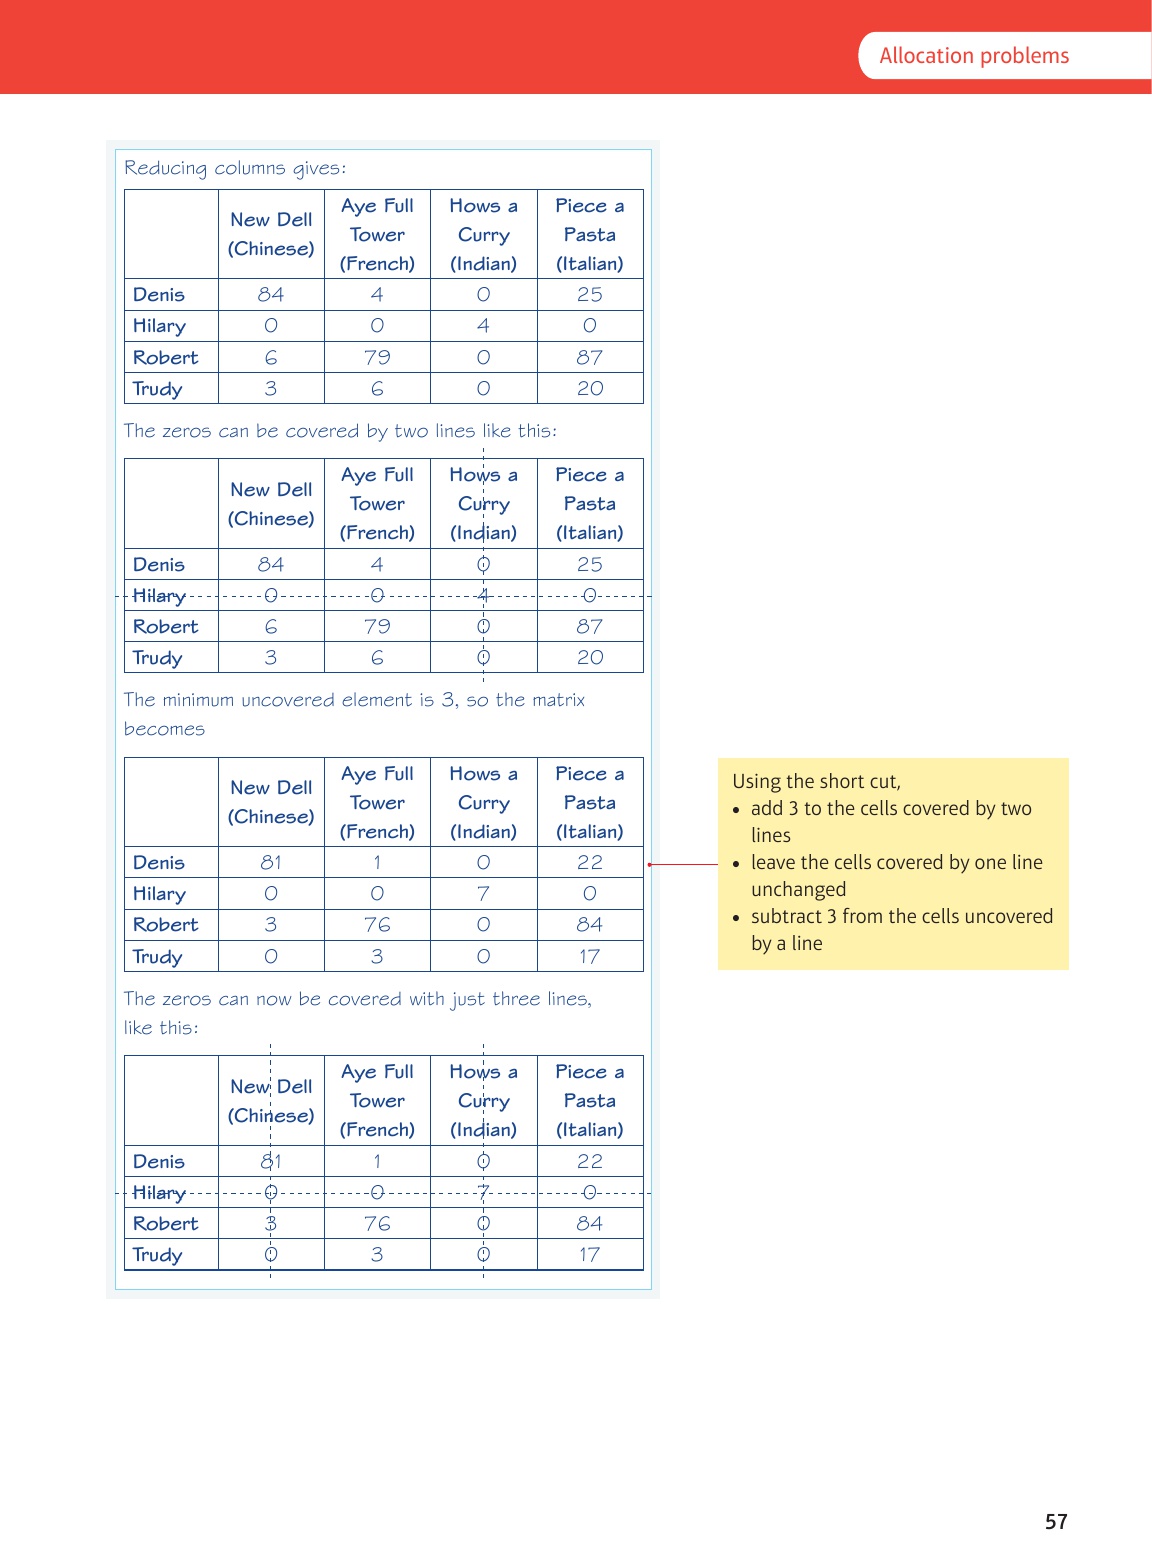 Allocation problems
Reducing columns gives:
New Dell (Chinese) Aye Full Tower (French) Hows a Curry (Indian) Piece a Pasta (Italian)
Denis 84 4 0 25
Hilary 0 0 4 0
Robert 6 79 0 87
Trudy 3 6 0 20
The zeros can be covered by two lines like this:
New Dell (Chinese) Aye Full Tower (French) Hows a Curry (Indian) Piece a Pasta (Italian)
Denis 84 4 0 25
Hilary 0 0 4 0
Robert 6 79 0 87
Trudy 3 6 0 20
The minimum uncovered element is 3, so the matrix
becomes
New Dell (Chinese) Aye Full Tower (French) Hows a Curry (Indian) Piece a Pasta (Italian)
Denis 81 1 0 22
Hilary 0 0 7 0
Robert 3 76 0 84
Trudy 0 3 0 17
Using the short cut,
• add 3 to the cells covered by two
lines
• leave the cells covered by one line
unchanged
• subtract 3 from the cells uncovered
by a line
The zeros can now be covered with just three lines,
like this:
New Dell (Chinese) Aye Full Tower (French) Hows a Curry (Indian) Piece a Pasta (Italian)
Denis 81 1 0 22
Hilary 0 0 7 0
Robert 3 76 0 84
Trudy 0 3 0 17
57